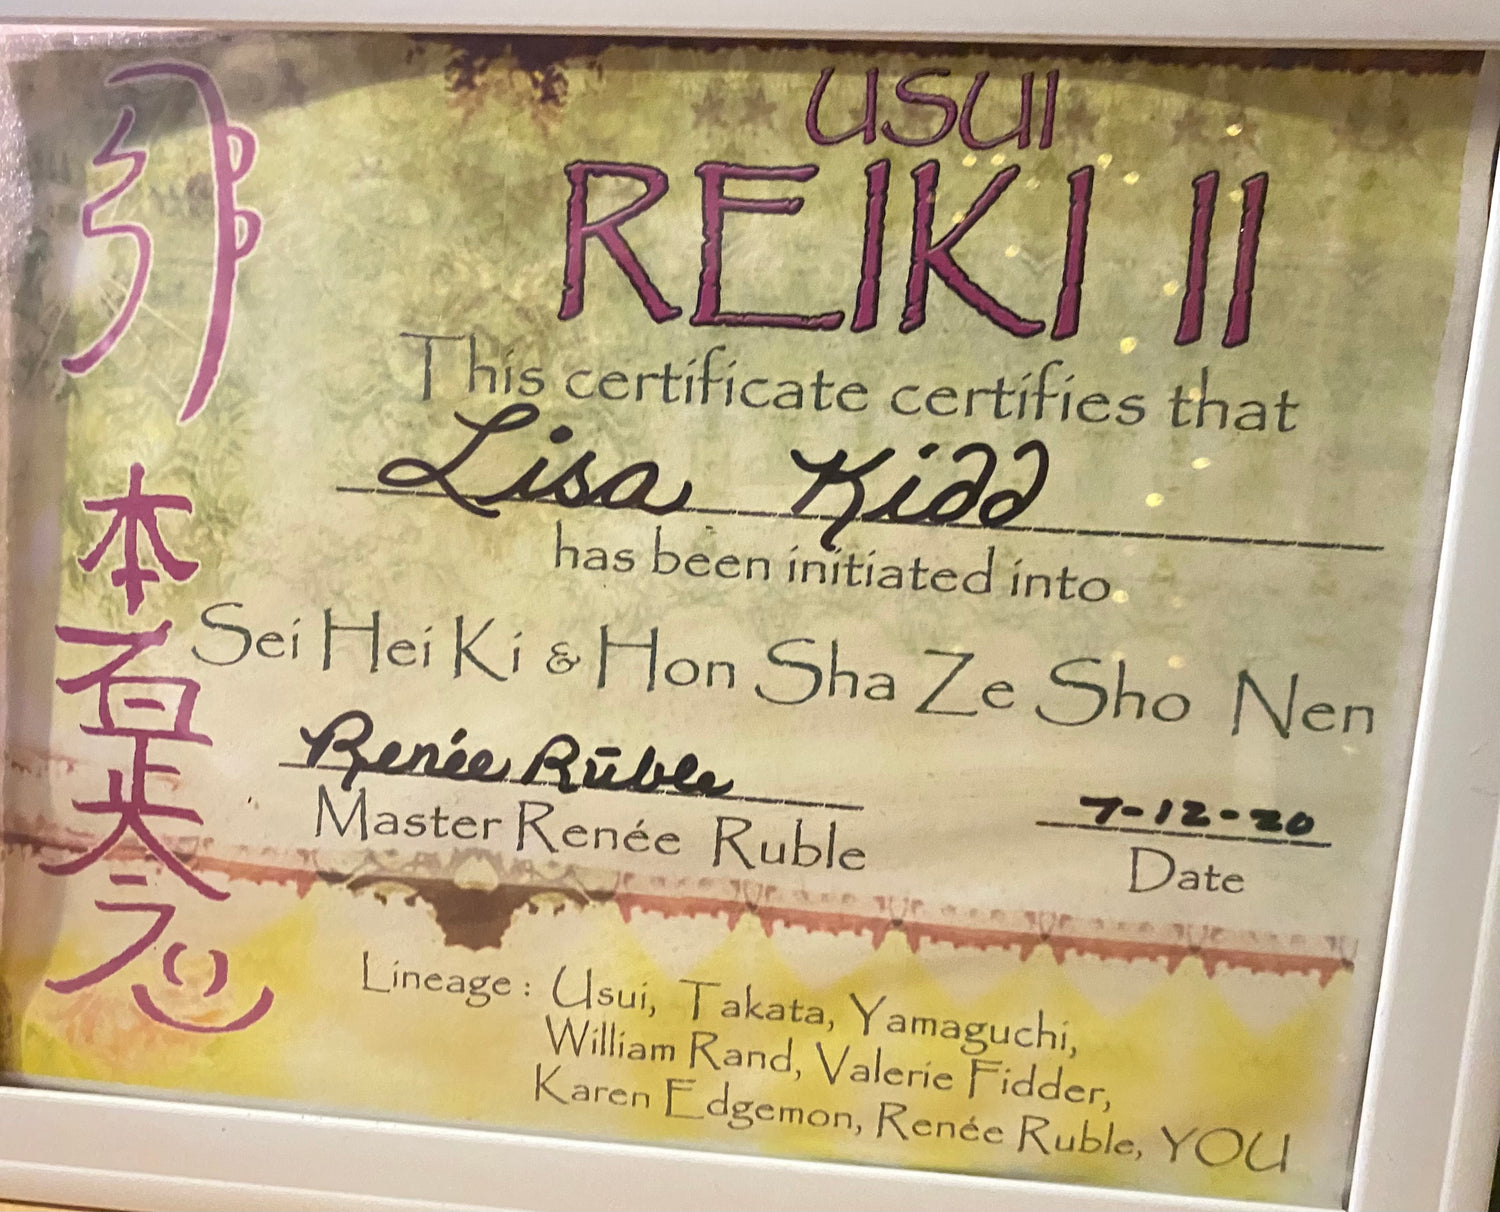 USUI
REIKI II
This certificate certifies that
Lisa Kidd
has been initiated into
Sei Hei Ki & Hon Sha Ze Sho Nen
Renée Rūble
7-12-20
Master Renée Ruble
Date
Lineage: Usui, Takata, Yamaguchi,
William Rand, Valerie Fidder,
Karen Edgemon, Renée Ruble, YOU
本